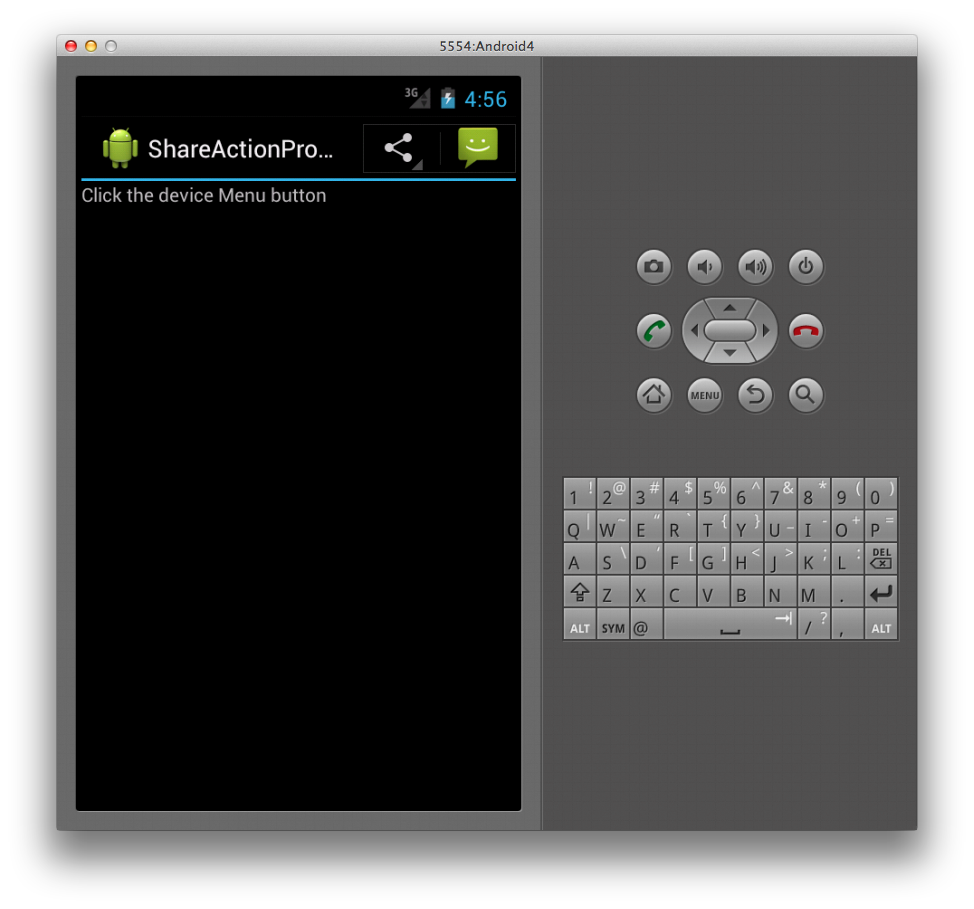 5554:Android4
3G 4:56
ShareActionPro...
Click the device Menu button
MENU
1 ! 2 @ 3 # 4 $ 5 % 6 ^ 7 & 8 * 9 ( 0 )
Q | W ~ E “ R ` T { Y } U _ I - O + P =
A S \ D ‘ F [ G ] H < J > K ; L : DEL
Z X C V B N M .
ALT SYM @ / ? , ALT